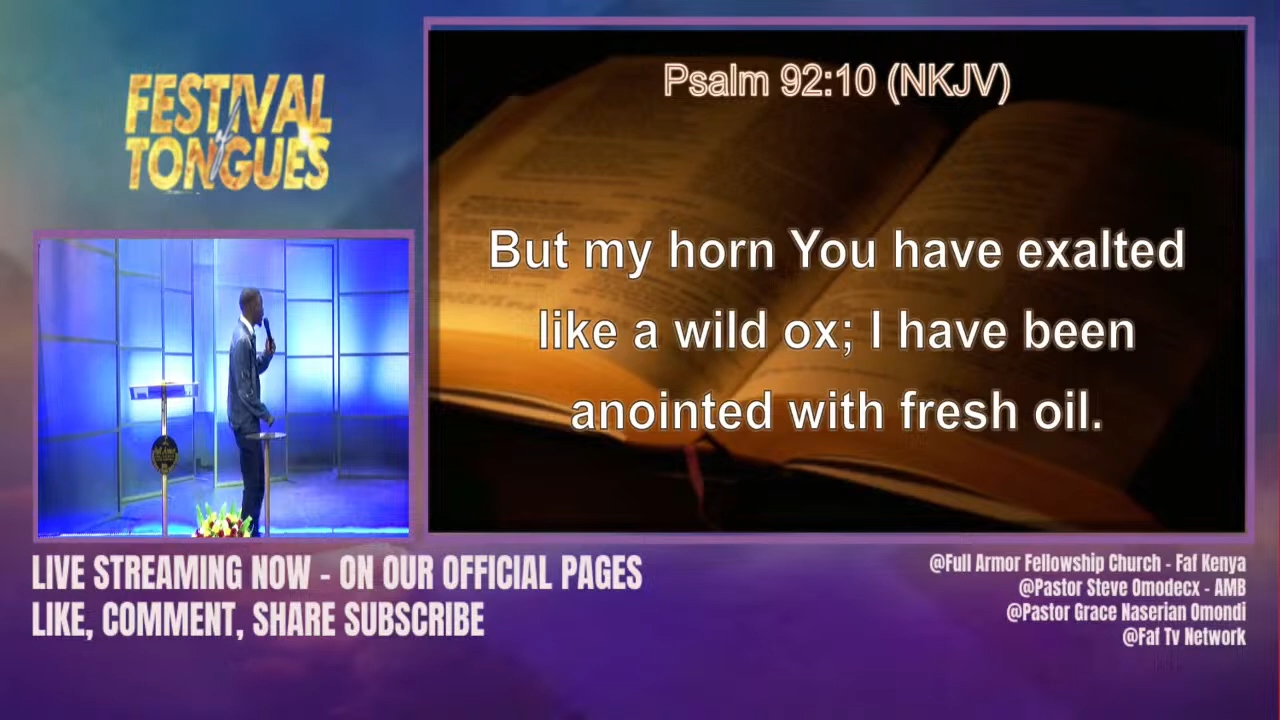 FESTIVAL
of
TONGUES
Psalm 92:10 (NKJV)
But my horn You have exalted
like a wild ox; I have been
anointed with fresh oil.
LIVE STREAMING NOW - ON OUR OFFICIAL PAGES
LIKE, COMMENT, SHARE SUBSCRIBE
@Full Armor Fellowship Church - Faf Kenya
@Pastor Steve Omodecx - AMB
@Pastor Grace Naserian Omondi
@Faf Tv Network